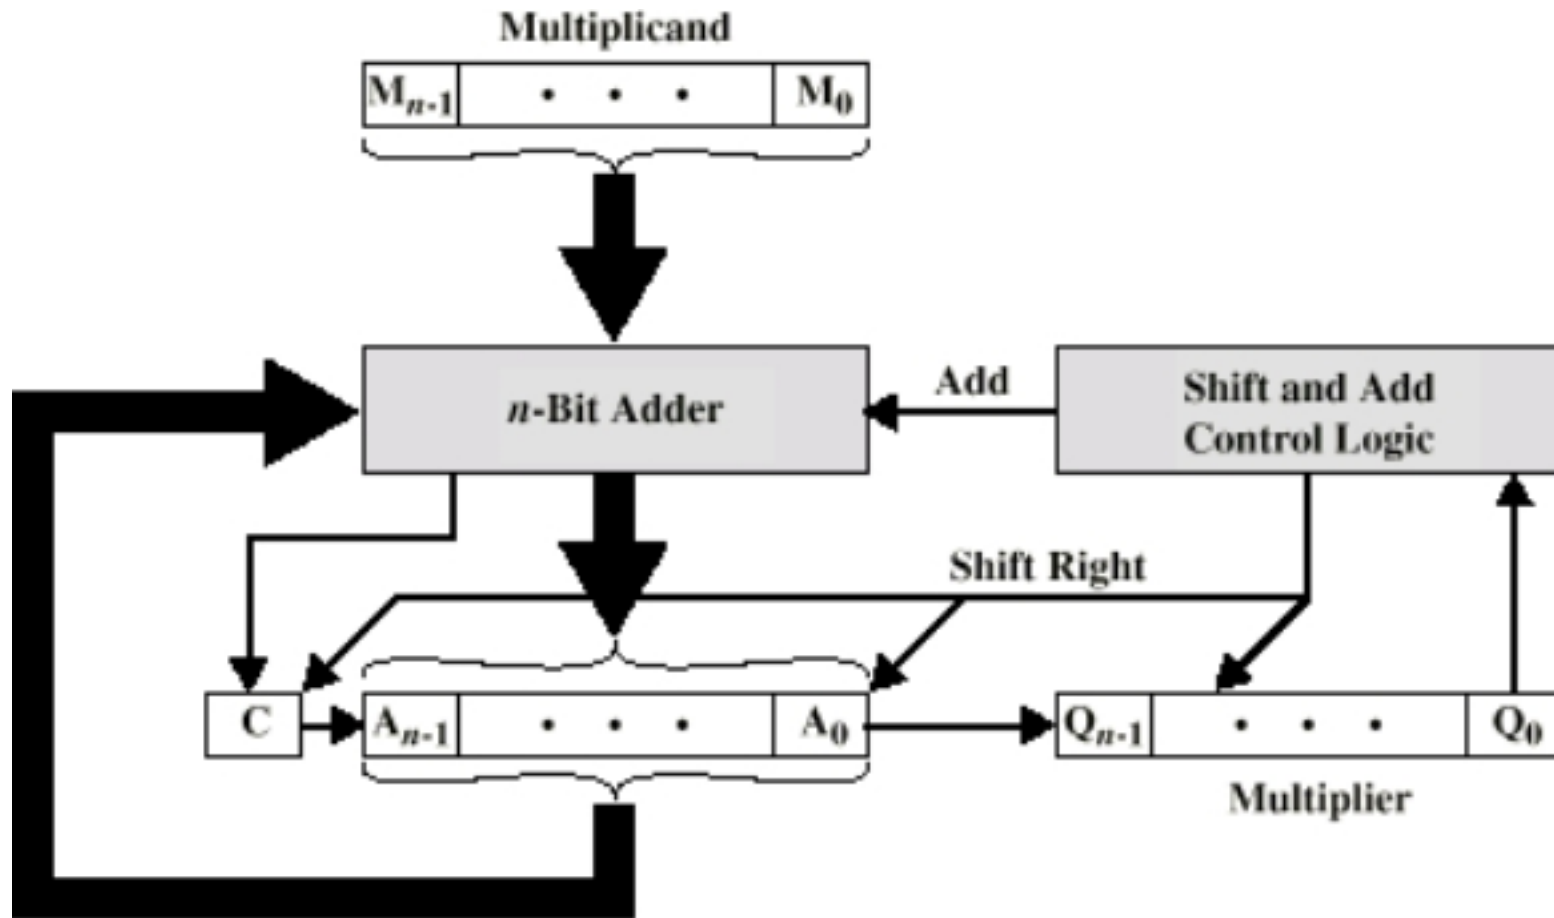 Multiplicand
Mn-1 • • • M0
n-Bit Adder
Add
Shift and Add
Control Logic
Shift Right
C
An-1 • • • A0
Qn-1 • • • Q0
Multiplier